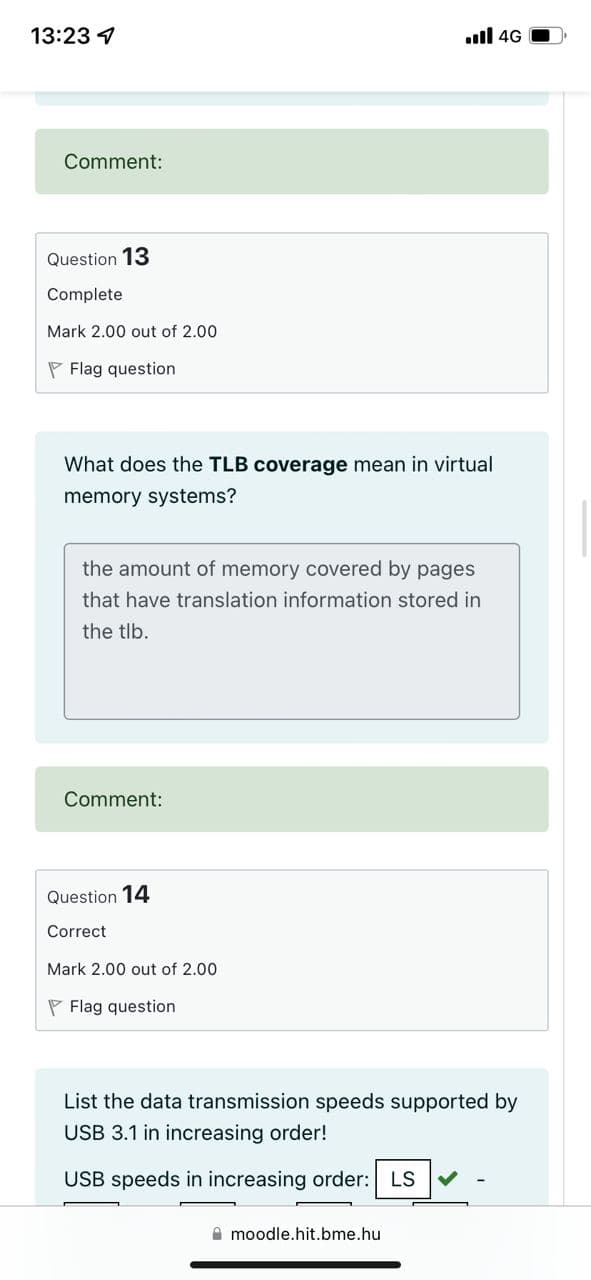 13:23
4G
Comment:
Question 13
Complete
Mark 2.00 out of 2.00
Flag question
What does the TLB coverage mean in virtual
memory systems?
the amount of memory covered by pages
that have translation information stored in
the tlb.
Comment:
Question 14
Correct
Mark 2.00 out of 2.00
Flag question
List the data transmission speeds supported by
USB 3.1 in increasing order!
USB speeds in increasing order: LS -
moodle.hit.bme.hu